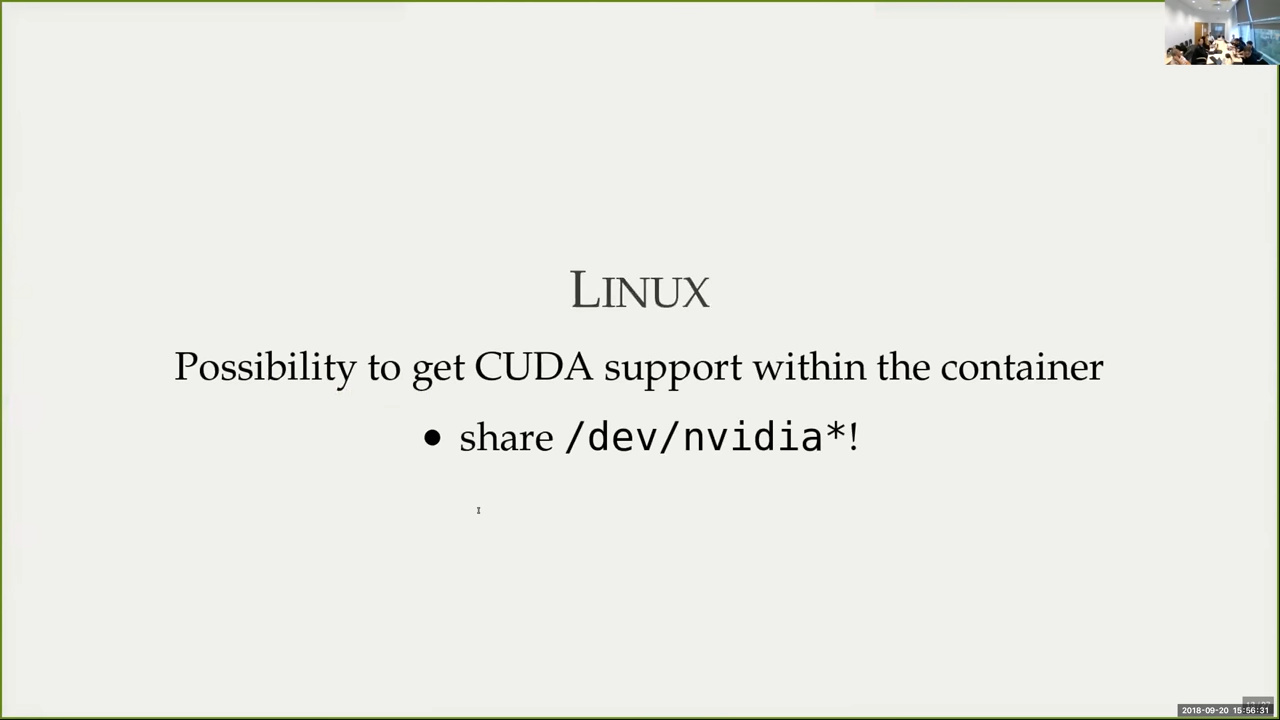 LINUX
Possibility to get CUDA support within the container
• share /dev/nvidia*!
2018-09-20 15:56:31